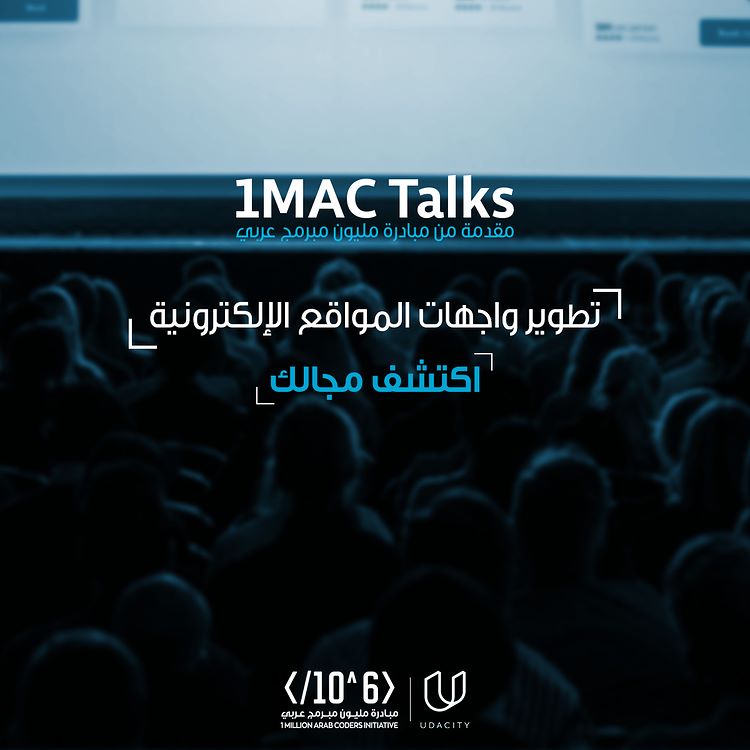 1MAC Talks
مقدمة من مبادرة مليون مبرمج عربي
تطوير واجهات المواقع الإلكترونية
اكتشف مجالك
</10^6>
مبادرة مليون مبرمج عربي
1 MILLION ARAB CODERS INITIATIVE
UDACITY